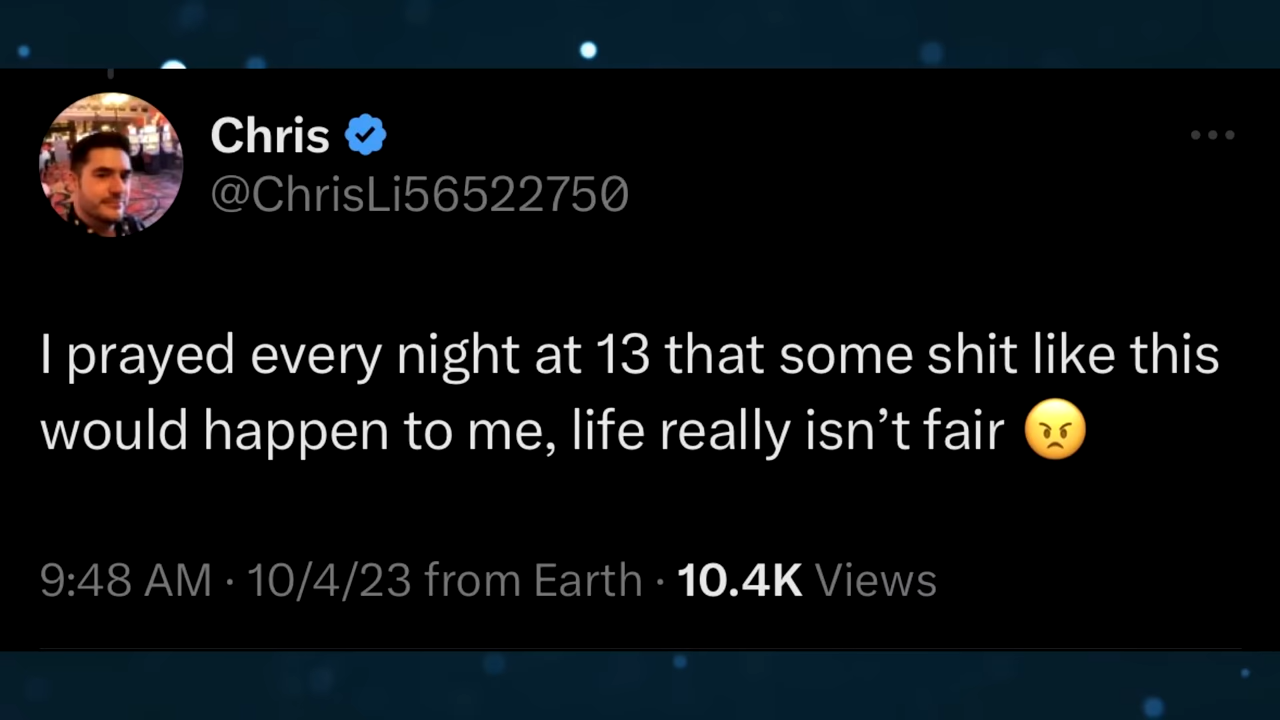 Chris
@ChrisLi56522750
I prayed every night at 13 that some shit like this
would happen to me, life really isn’t fair 😠
9:48 AM · 10/4/23 from Earth · 10.4K Views